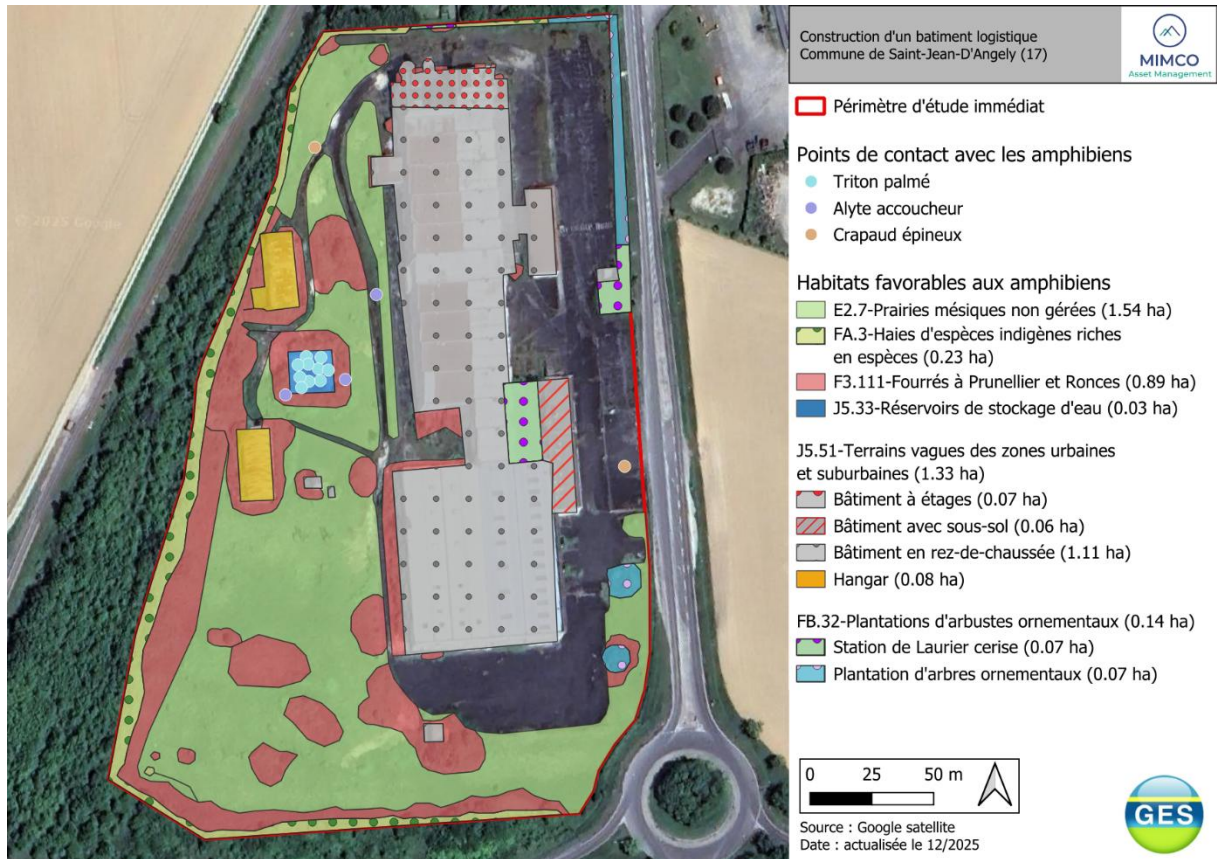 Construction d'un batiment logistique
Commune de Saint-Jean-D'Angely (17)
MIMCO
Asset Management
Périmètre d'étude immédiat
Points de contact avec les amphibiens
Triton palmé
Alyte accoucheur
Crapaud épineux
Habitats favorables aux amphibiens
E2.7-Prairies mésiques non gérées (1.54 ha)
FA.3-Haies d'espèces indigènes riches
en espèces (0.23 ha)
F3.111-Fourrés à Prunellier et Ronces (0.89 ha)
J5.33-Réservoirs de stockage d'eau (0.03 ha)
J5.51-Terrains vagues des zones urbaines
et suburbaines (1.33 ha)
Bâtiment à étages (0.07 ha)
Bâtiment avec sous-sol (0.06 ha)
Bâtiment en rez-de-chaussée (1.11 ha)
Hangar (0.08 ha)
FB.32-Plantations d'arbustes ornementaux (0.14 ha)
Station de Laurier cerise (0.07 ha)
Plantation d'arbres ornementaux (0.07 ha)
0 25 50 m
Source : Google satellite
Date : actualisée le 12/2025
GES
© 2025 Google